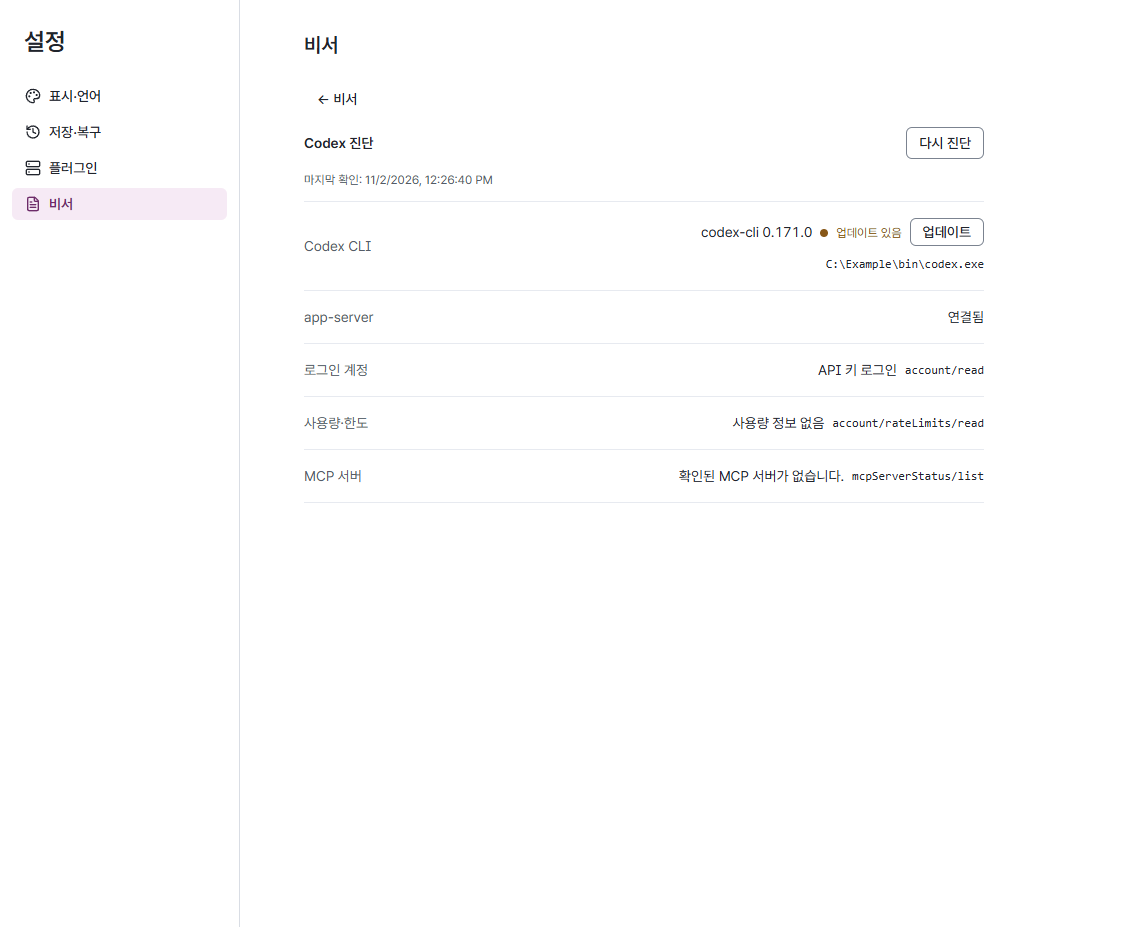 설정
표시·언어
저장·복구
플러그인
비서
비서
← 비서
Codex 진단
다시 진단
마지막 확인: 11/2/2026, 12:26:40 PM
Codex CLI
codex-cli 0.171.0 ● 업데이트 있음 업데이트
C:\Example\bin\codex.exe
app-server 연결됨
로그인 계정 API 키 로그인 account/read
사용량·한도 사용량 정보 없음 account/rateLimits/read
MCP 서버 확인된 MCP 서버가 없습니다. mcpServerStatus/list